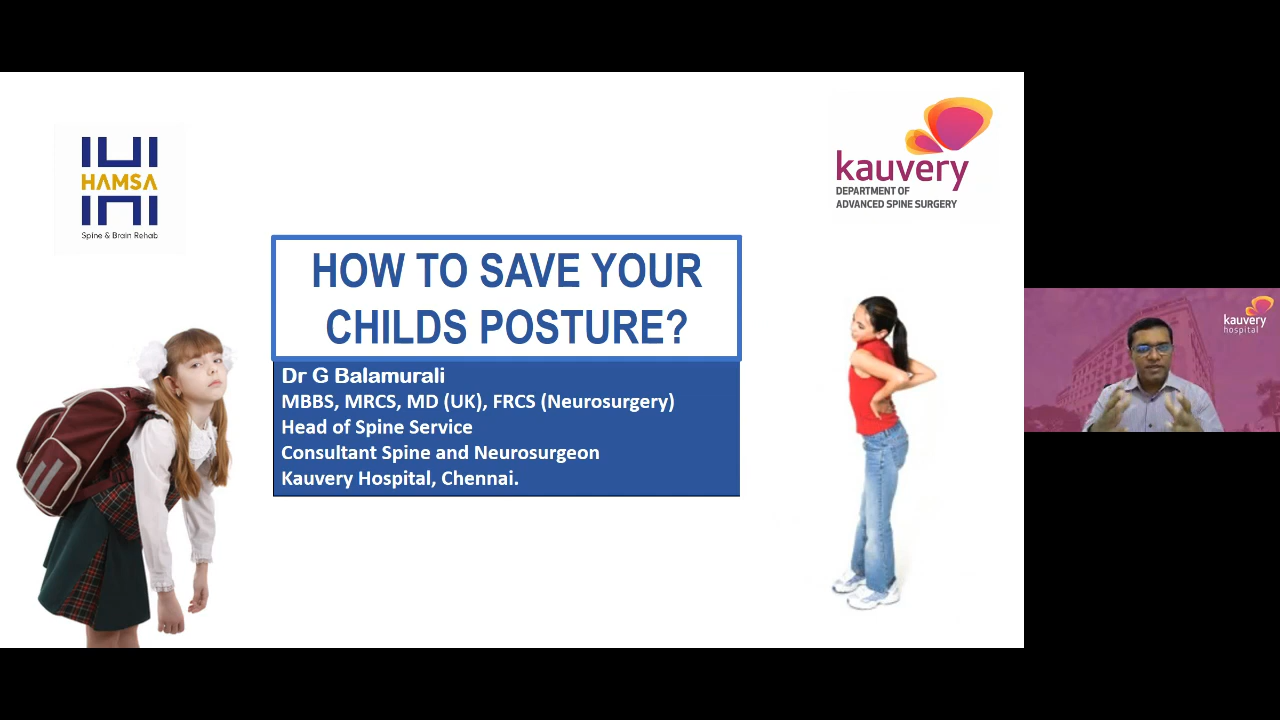 HAMSA
Spine & Brain Rehab
kauvery
DEPARTMENT OF
ADVANCED SPINE SURGERY
HOW TO SAVE YOUR
CHILDS POSTURE?
Dr G Balamurali
MBBS, MRCS, MD (UK), FRCS (Neurosurgery)
Head of Spine Service
Consultant Spine and Neurosurgeon
Kauvery Hospital, Chennai.
kauvery
hospital